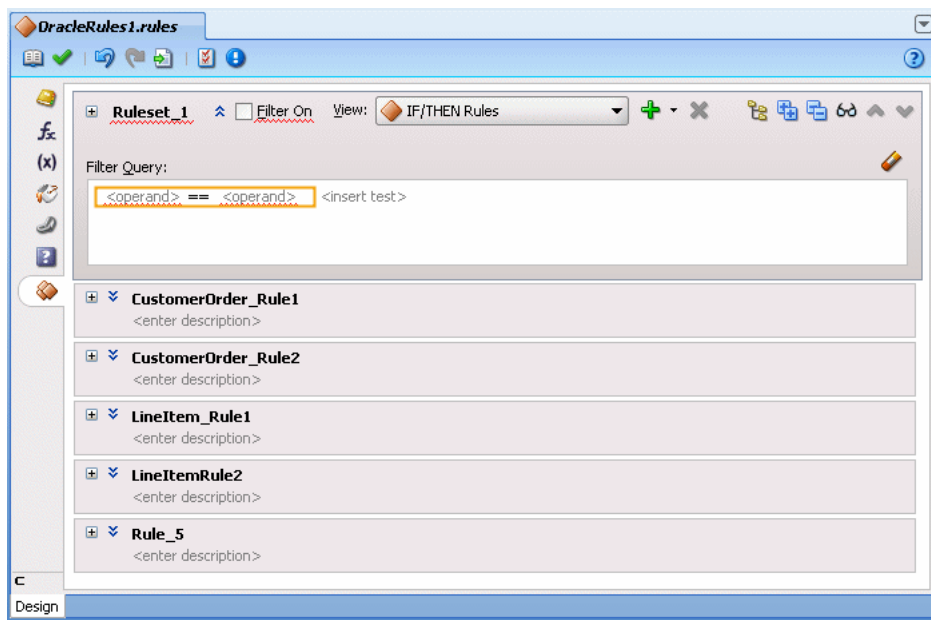 OracleRules1.rules
Ruleset_1 Filter On View: IF/THEN Rules
fx
(x)
Filter Query:
<operand> == <operand> <insert test>
CustomerOrder_Rule1
<enter description>
CustomerOrder_Rule2
<enter description>
LineItem_Rule1
<enter description>
LineItemRule2
<enter description>
Rule_5
<enter description>
Design